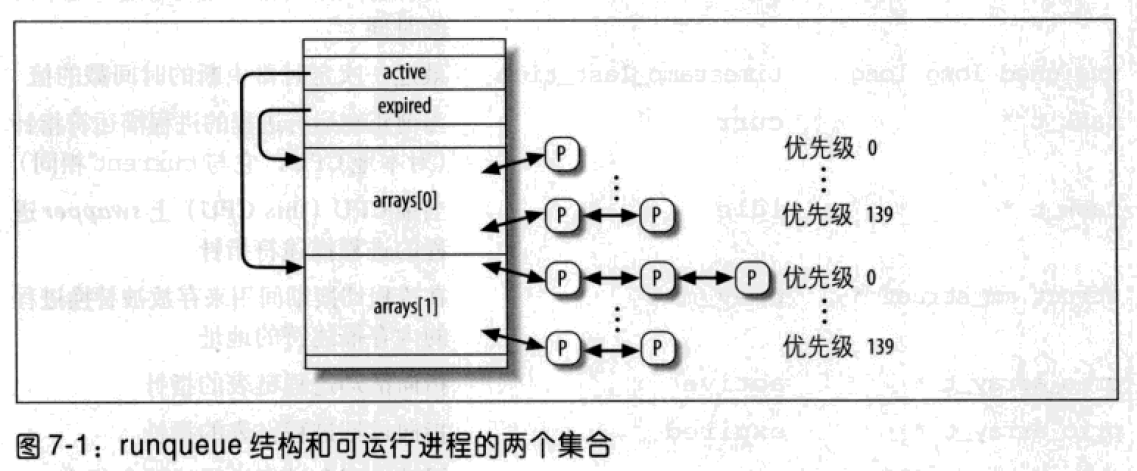 active
expired
arrays[0]
arrays[1]
P
P P
P P P
P P
优先级 0
优先级 139
优先级 0
优先级 139
图 7-1：runqueue 结构和可运行进程的两个集合